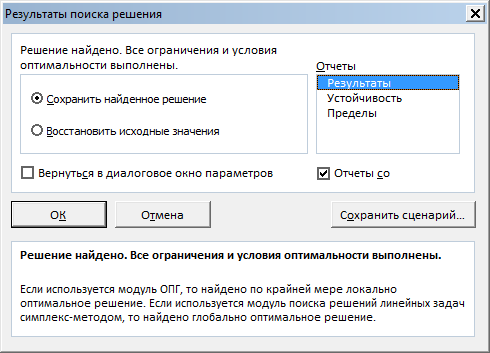 Результаты поиска решения
Решение найдено. Все ограничения и условия
оптимальности выполнены.
Отчеты
Результаты
Устойчивость
Пределы
Сохранить найденное решение
Восстановить исходные значения
Вернуться в диалоговое окно параметров
Отчеты со
ОК
Отмена
Сохранить сценарий...
Решение найдено. Все ограничения и условия оптимальности выполнены.
Если используется модуль ОПГ, то найдено по крайней мере локально
оптимальное решение. Если используется модуль поиска решений линейных задач
симплекс-методом, то найдено глобально оптимальное решение.